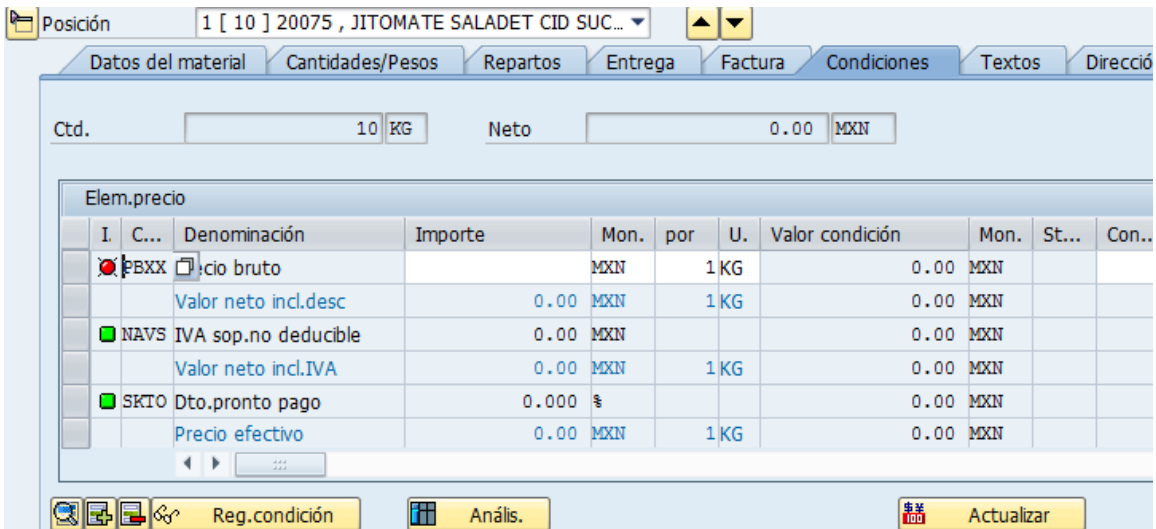 Posición 1 [ 10 ] 20075 , JITOMATE SALADET CID SUC...
Datos del material Cantidades/Pesos Repartos Entrega Factura Condiciones Textos Direcció
Ctd. 10 KG Neto 0.00 MXN
Elem.precio
I. C... Denominación Importe Mon. por U. Valor condición Mon. St... Con..
PBXX cio bruto MXN 1 KG 0.00 MXN
Valor neto incl.desc 0.00 MXN 1 KG 0.00 MXN
NAVS IVA sop.no deducible 0.00 MXN 0.00 MXN
Valor neto incl.IVA 0.00 MXN 1 KG 0.00 MXN
SKTO Dto.pronto pago 0.000 % 0.00 MXN
Precio efectivo 0.00 MXN 1 KG 0.00 MXN
Reg.condición Anális. Actualizar